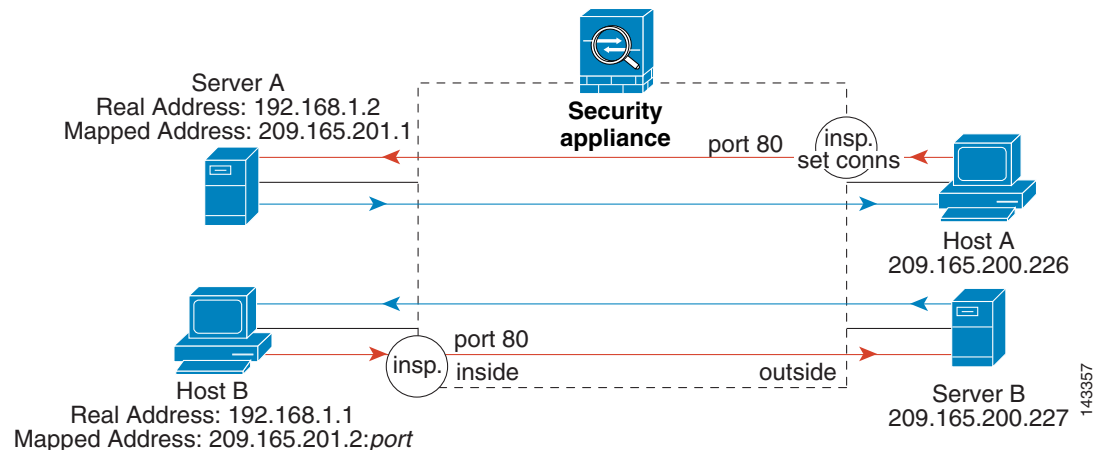 Security
appliance
Server A
Real Address: 192.168.1.2
Mapped Address: 209.165.201.1
port 80
insp.
set conns
Host A
209.165.200.226
port 80
insp.
inside
outside
Host B
Real Address: 192.168.1.1
Mapped Address: 209.165.201.2:port
Server B
209.165.200.227
143357